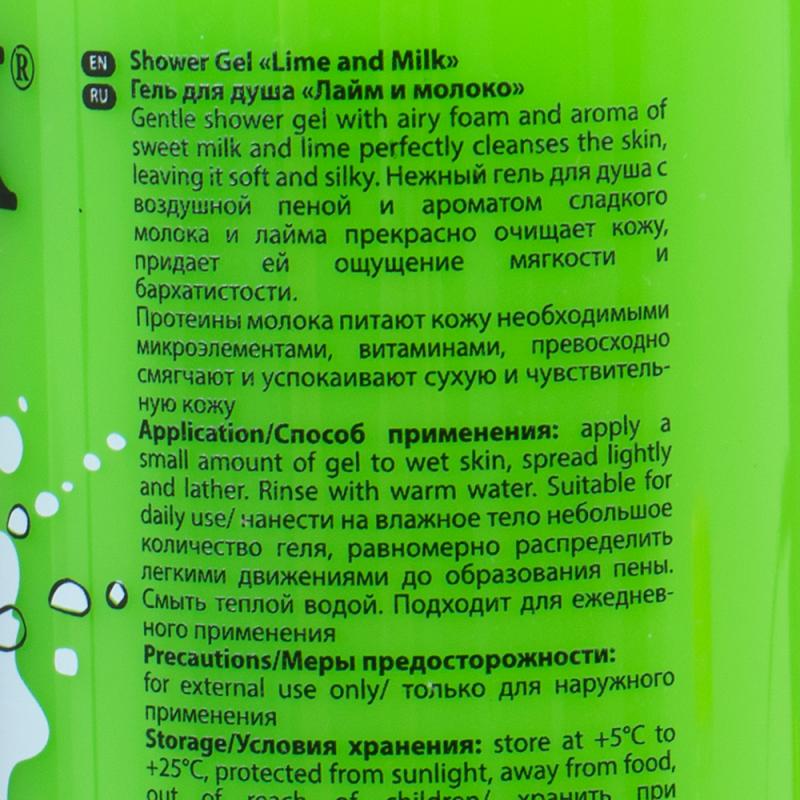 ®
EN Shower Gel «Lime and Milk»
RU Гель для душа «Лайм и молоко»
Gentle shower gel with airy foam and aroma of
sweet milk and lime perfectly cleanses the skin,
leaving it soft and silky. Нежный гель для душа с
воздушной пеной и ароматом сладкого
молока и лайма прекрасно очищает кожу,
придает ей ощущение мягкости и
бархатистости.
Протеины молока питают кожу необходимыми
микроэлементами, витаминами, превосходно
смягчают и успокаивают сухую и чувствитель-
ную кожу
Application/Способ применения: apply a
small amount of gel to wet skin, spread lightly
and lather. Rinse with warm water. Suitable for
daily use/ нанести на влажное тело небольшое
количество геля, равномерно распределить
легкими движениями до образования пены.
Смыть теплой водой. Подходит для ежеднев-
ного применения
Precautions/Меры предосторожности:
for external use only/ только для наружного
применения
Storage/Условия хранения: store at +5°C to
+25°C, protected from sunlight, away from food,
out of reach of children/ хранить при